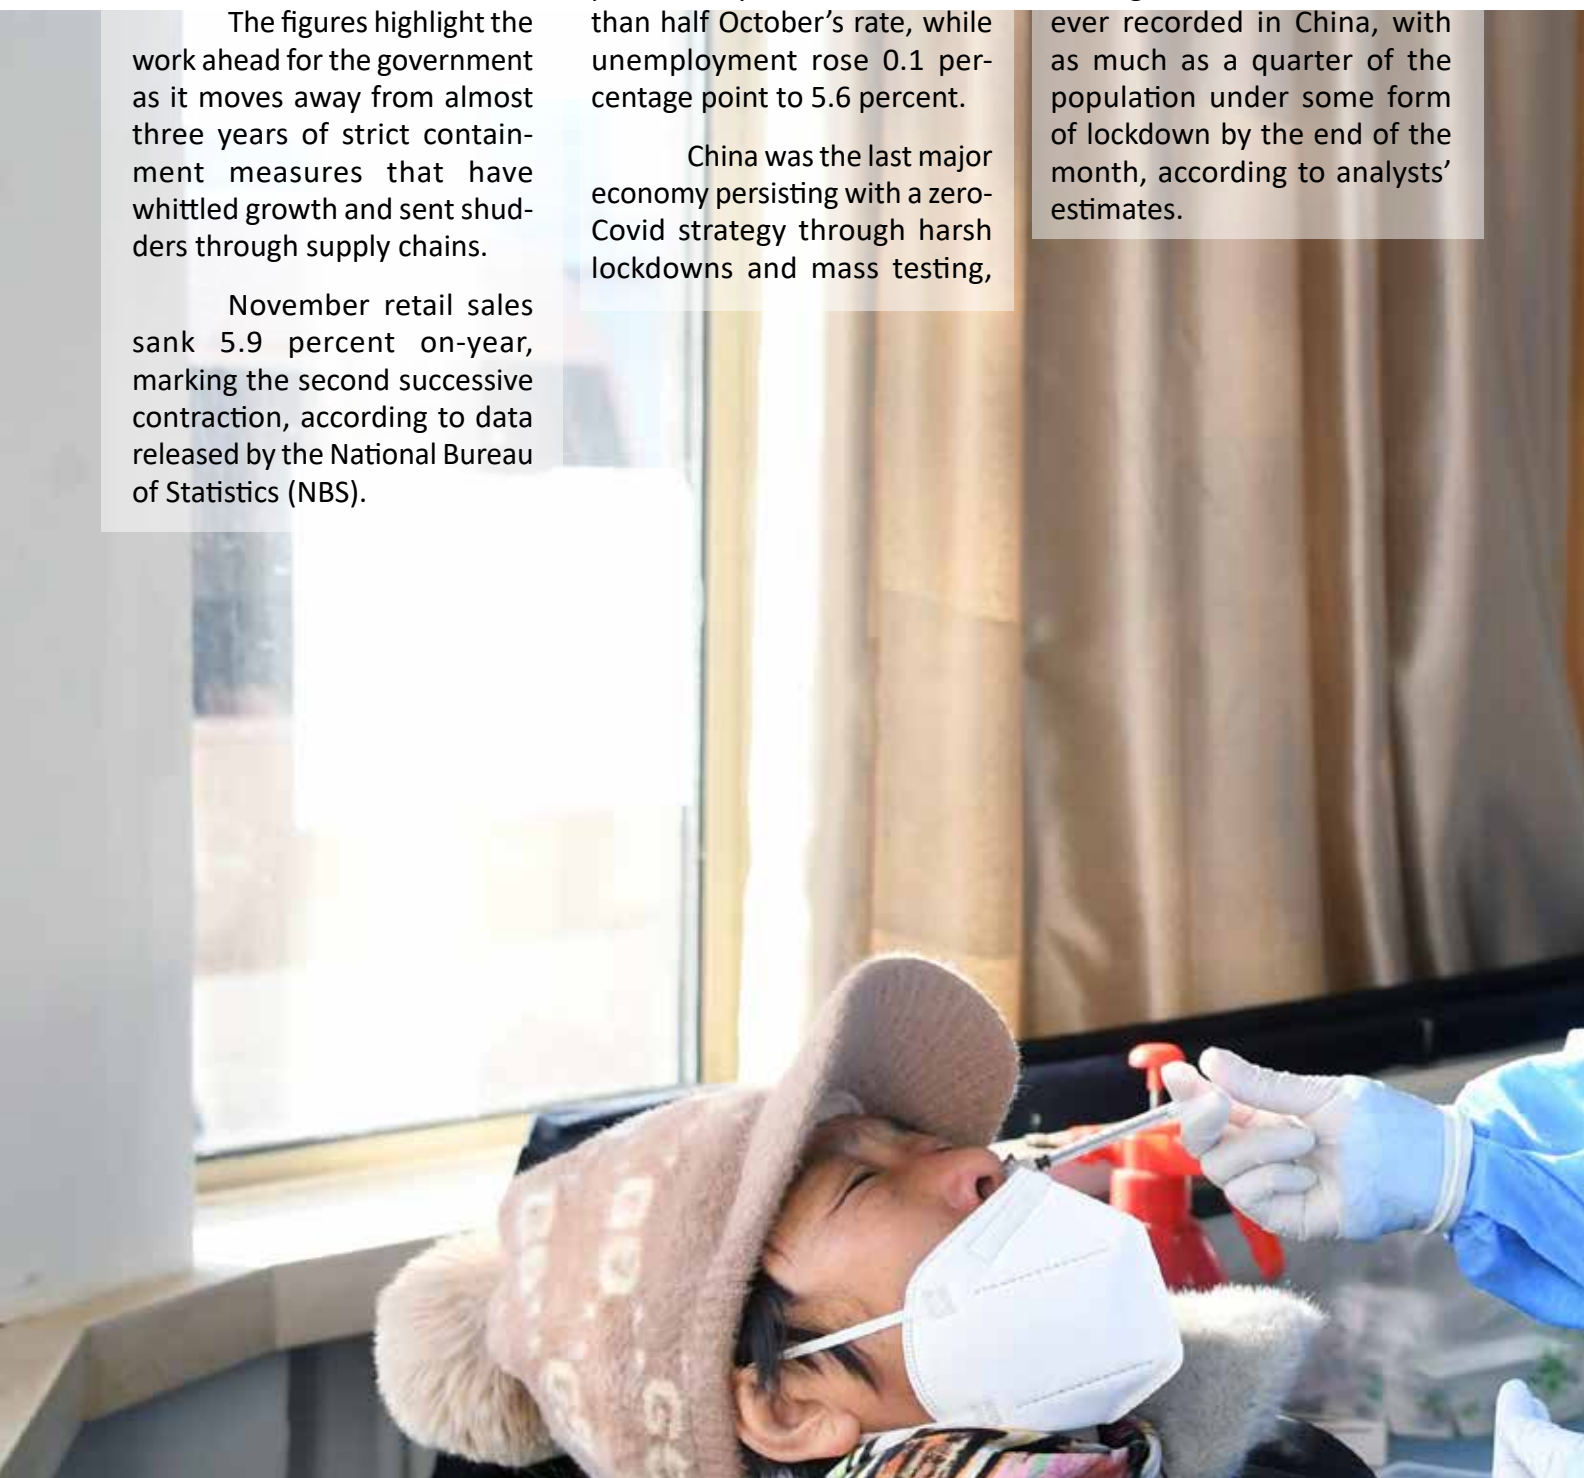 The figures highlight the
work ahead for the government
as it moves away from almost
three years of strict contain-
ment measures that have
whittled growth and sent shud-
ders through supply chains.
November retail sales
sank 5.9 percent on-year,
marking the second successive
contraction, according to data
released by the National Bureau
of Statistics (NBS).
than half October’s rate, while
unemployment rose 0.1 per-
centage point to 5.6 percent.
China was the last major
economy persisting with a zero-
Covid strategy through harsh
lockdowns and mass testing,
ever recorded in China, with
as much as a quarter of the
population under some form
of lockdown by the end of the
month, according to analysts’
estimates.